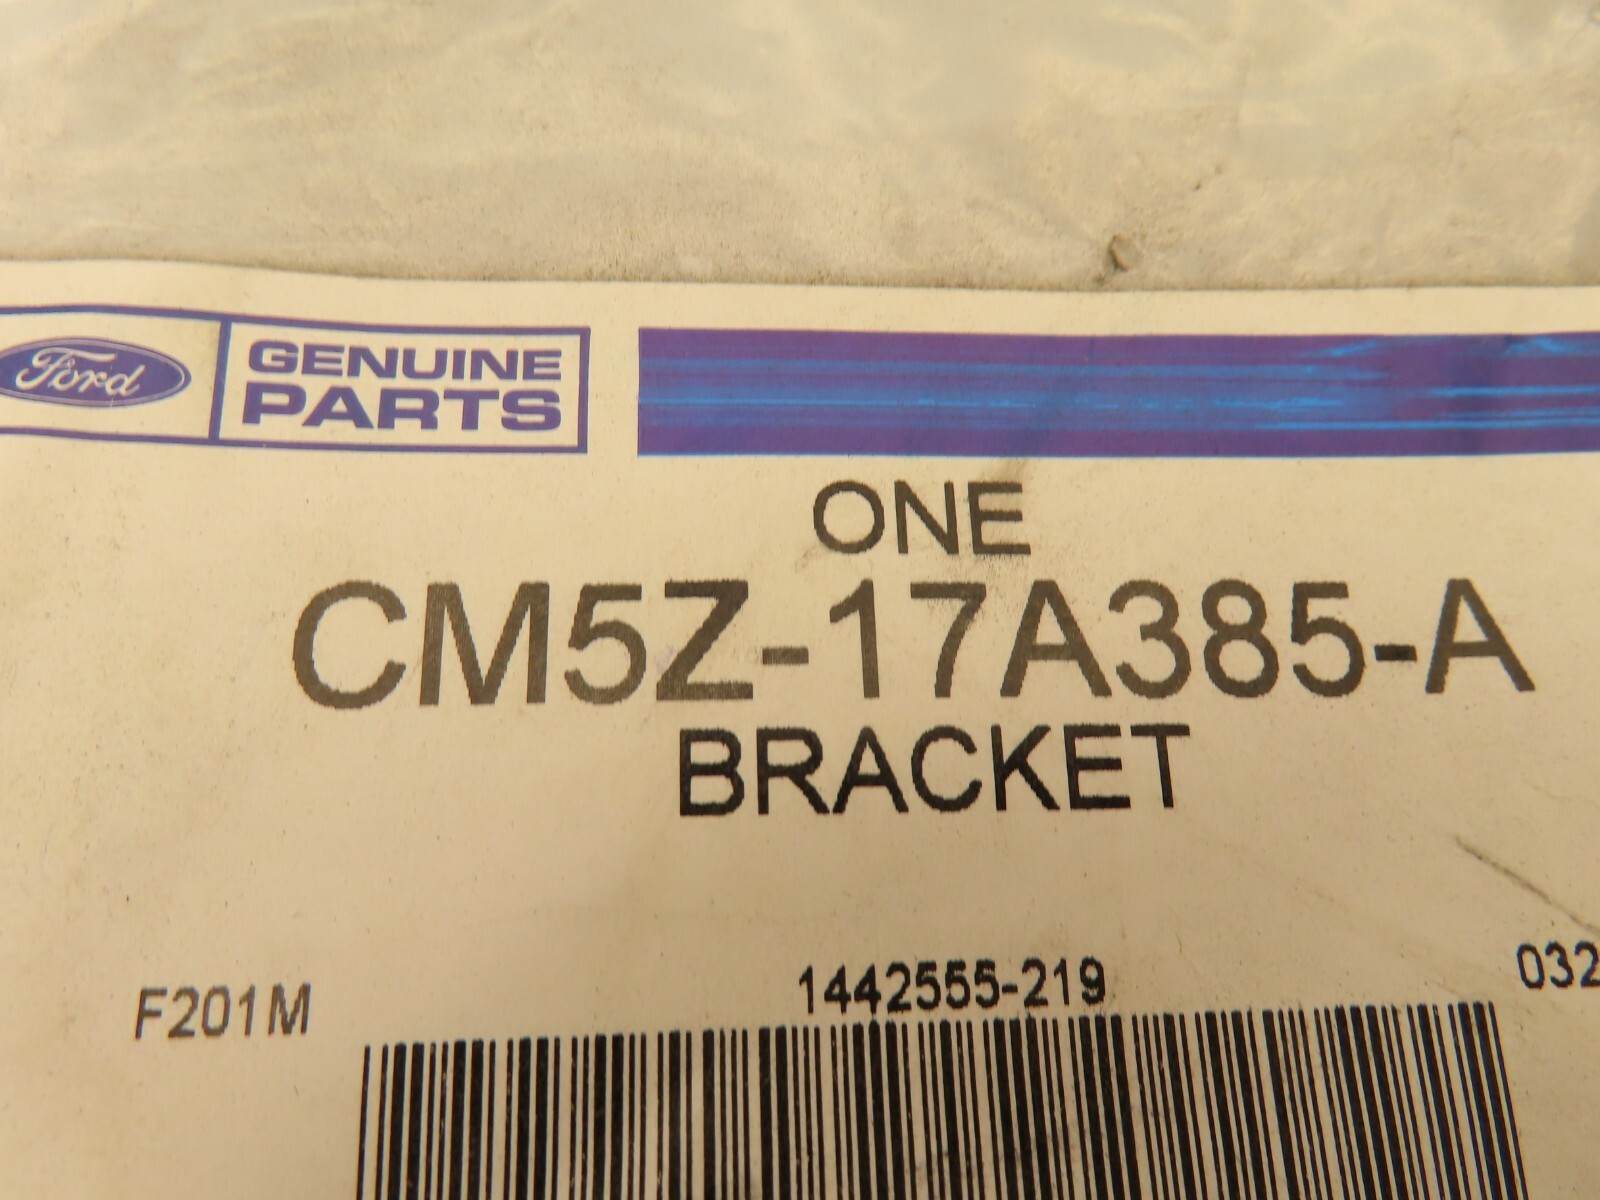 Ford
GENUINE
PARTS
ONE
CM5Z-17A385-A
BRACKET
F201M
1442555-219
032